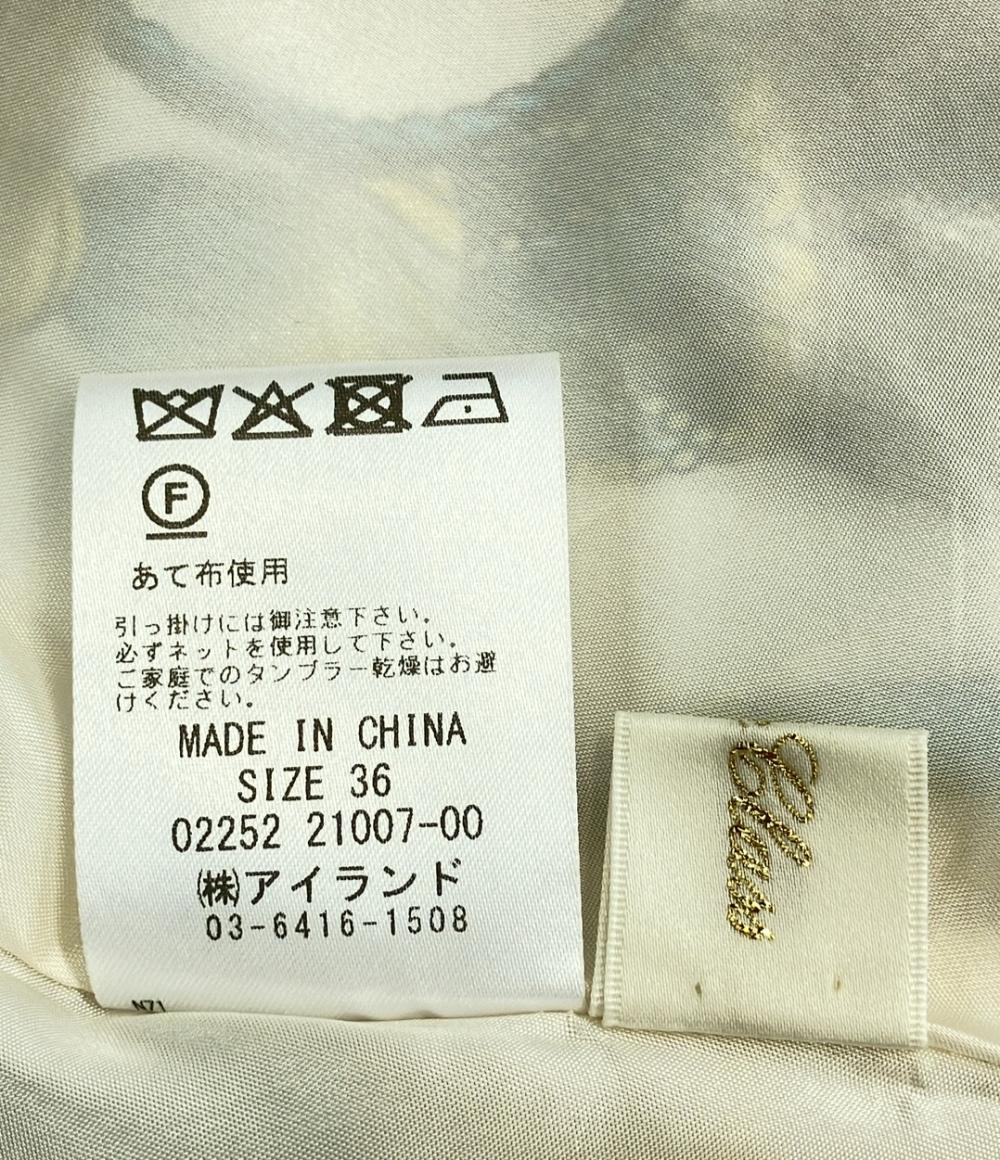 F
あて布使用
引っ掛けには御注意下さい。
必ずネットを使用して下さい。
ご家庭でのタンブラー乾燥はお避
けください。
MADE IN CHINA
SIZE 36
02252 21007-00
㈱アイランド
03-6416-1508
N71
Class